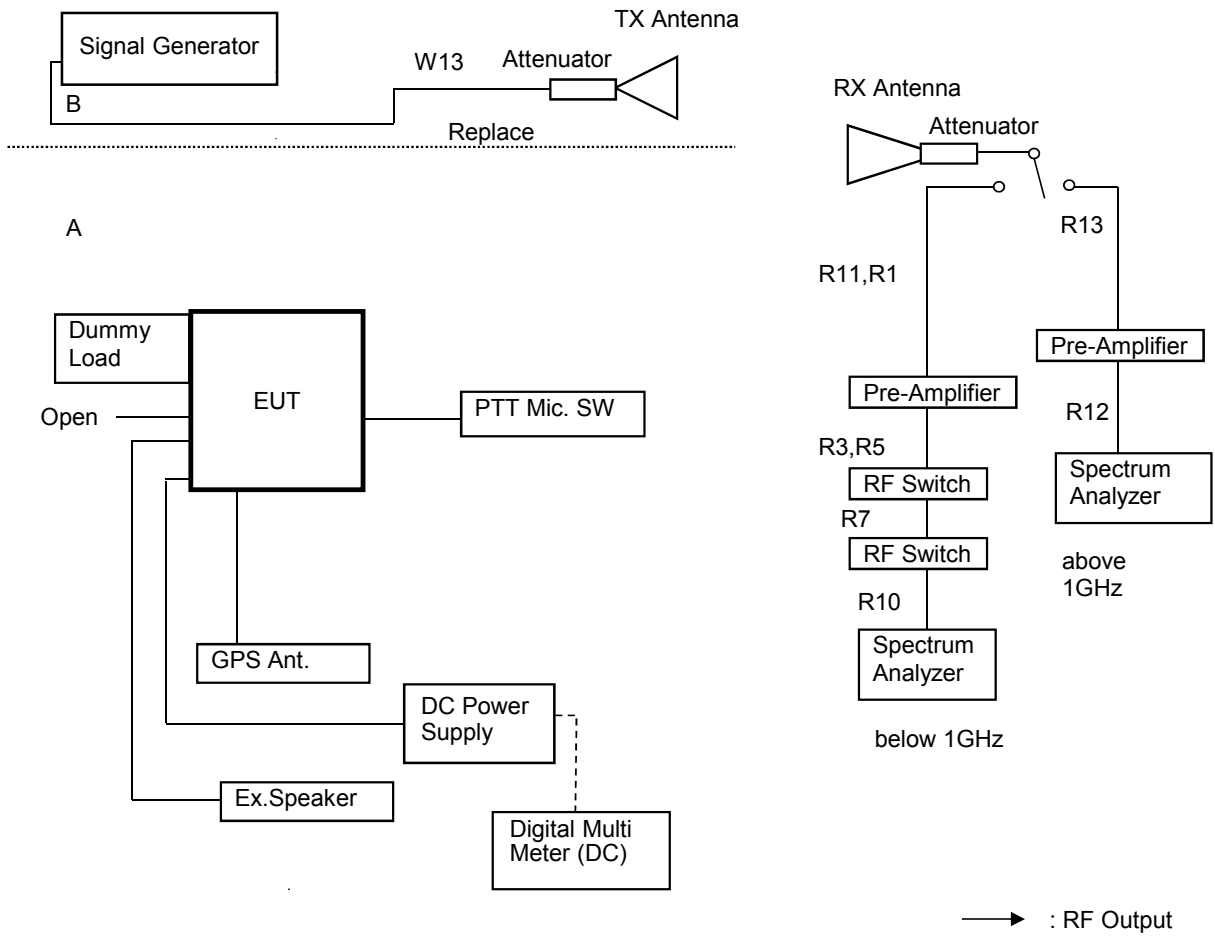 TX Antenna
Signal Generator
W13
Attenuator
B
Replace
RX Antenna
Attenuator
A
R13
R11,R1
Dummy
Load
EUT
Open
PTT Mic. SW
Pre-Amplifier
Pre-Amplifier
R12
R3,R5
RF Switch
Spectrum
Analyzer
R7
RF Switch
above
1GHz
R10
Spectrum
Analyzer
below 1GHz
GPS Ant.
DC Power
Supply
Ex.Speaker
Digital Multi
Meter (DC)
: RF Output